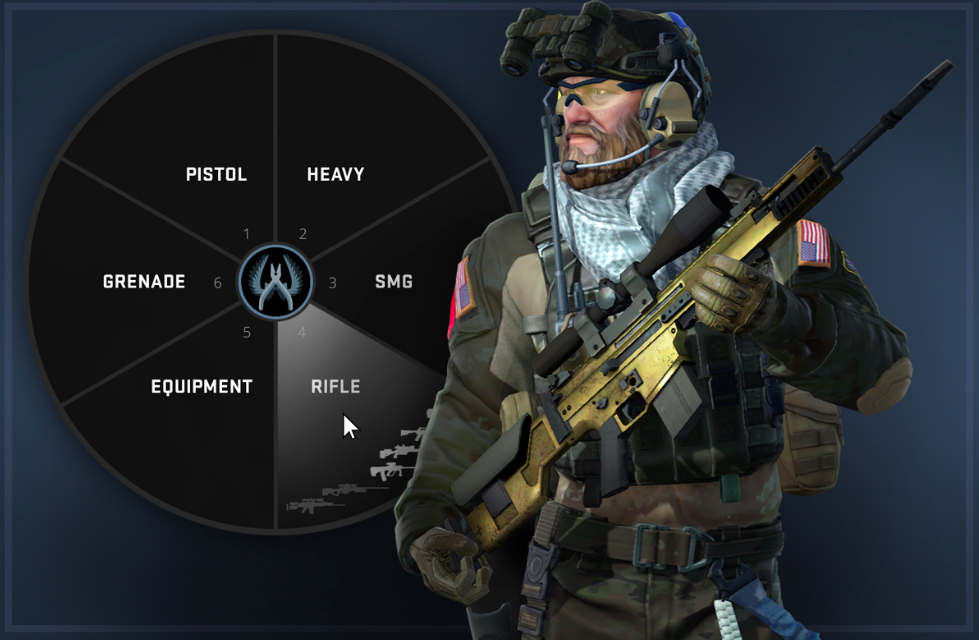 PISTOL
HEAVY
1
2
GRENADE
6
3
SMG
5
4
EQUIPMENT
RIFLE